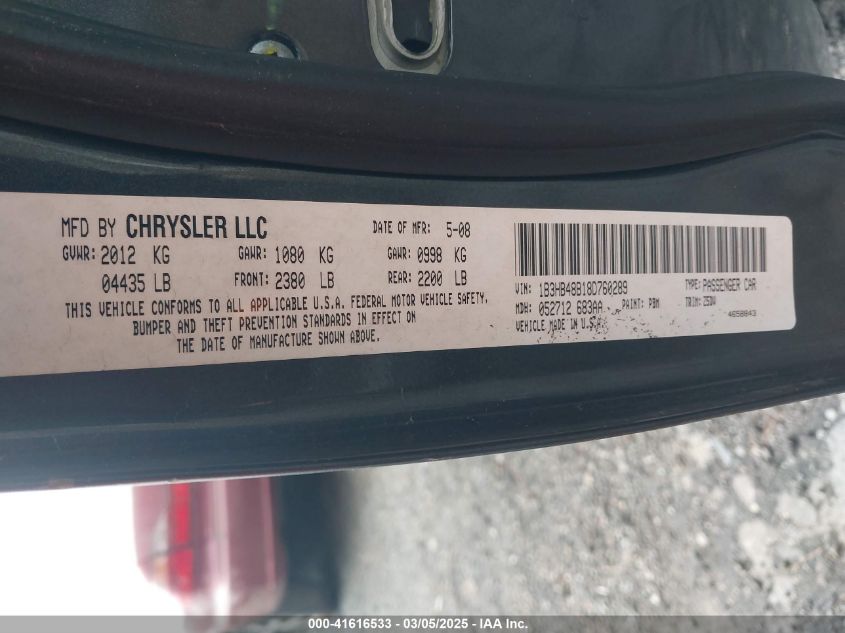 MFD BY CHRYSLER LLC DATE OF MFR: 5-08
GVWR: 2012 KG GAWR: 1080 KG GAWR: 0998 KG
04435 LB FRONT: 2380 LB REAR: 2200 LB
THIS VEHICLE CONFORMS TO ALL APPLICABLE U.S.A. FEDERAL MOTOR VEHICLE SAFETY,
BUMPER AND THEFT PREVENTION STANDARDS IN EFFECT ON
THE DATE OF MANUFACTURE SHOWN ABOVE.
VIN: 1B3HB48B18D760289 TYPE: PASSENGER CAR
MDH: 052712 683AA PAINT: PBM TRIM: Z5DV
VEHICLE MADE IN U.S.A. 4658843
000-41616533 - 03/05/2025 - IAA Inc.